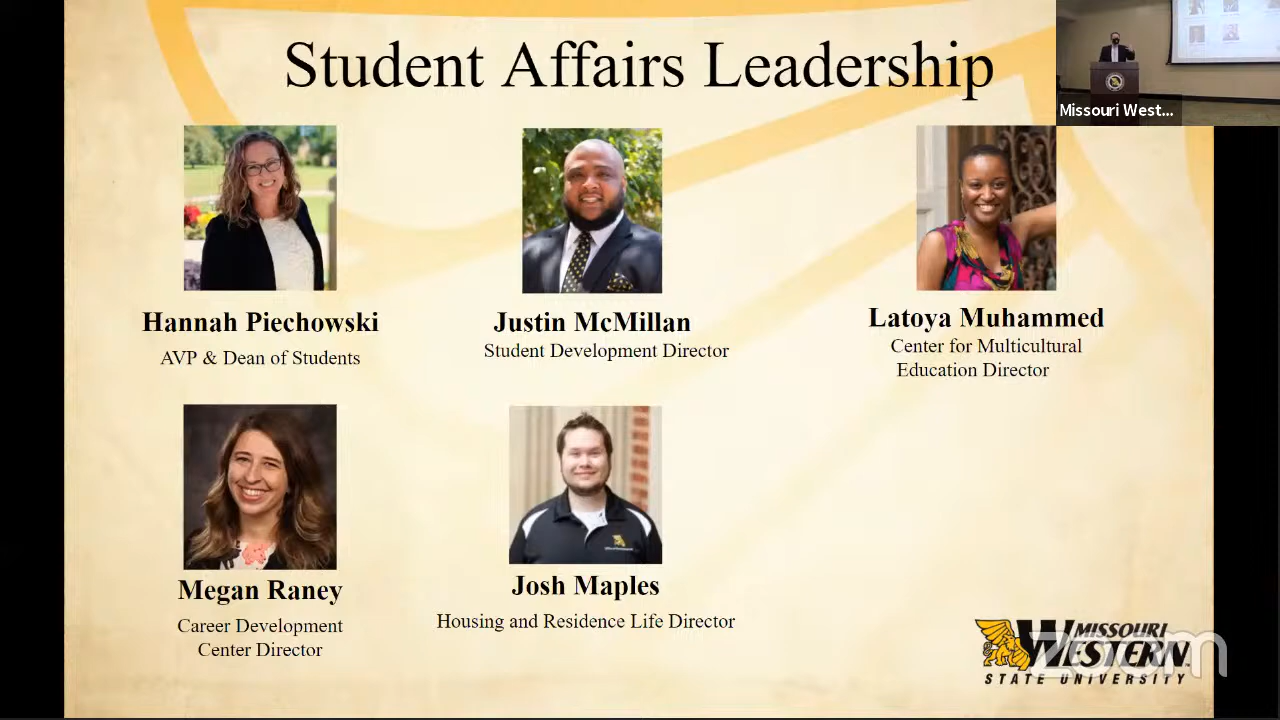 Student Affairs Leadership
Missouri West...
Hannah Piechowski
AVP & Dean of Students
Justin McMillan
Student Development Director
Latoya Muhammed
Center for Multicultural
Education Director
Megan Raney
Career Development
Center Director
Josh Maples
Housing and Residence Life Director
MISSOURI
WESTERN
STATE UNIVERSITY
zoom